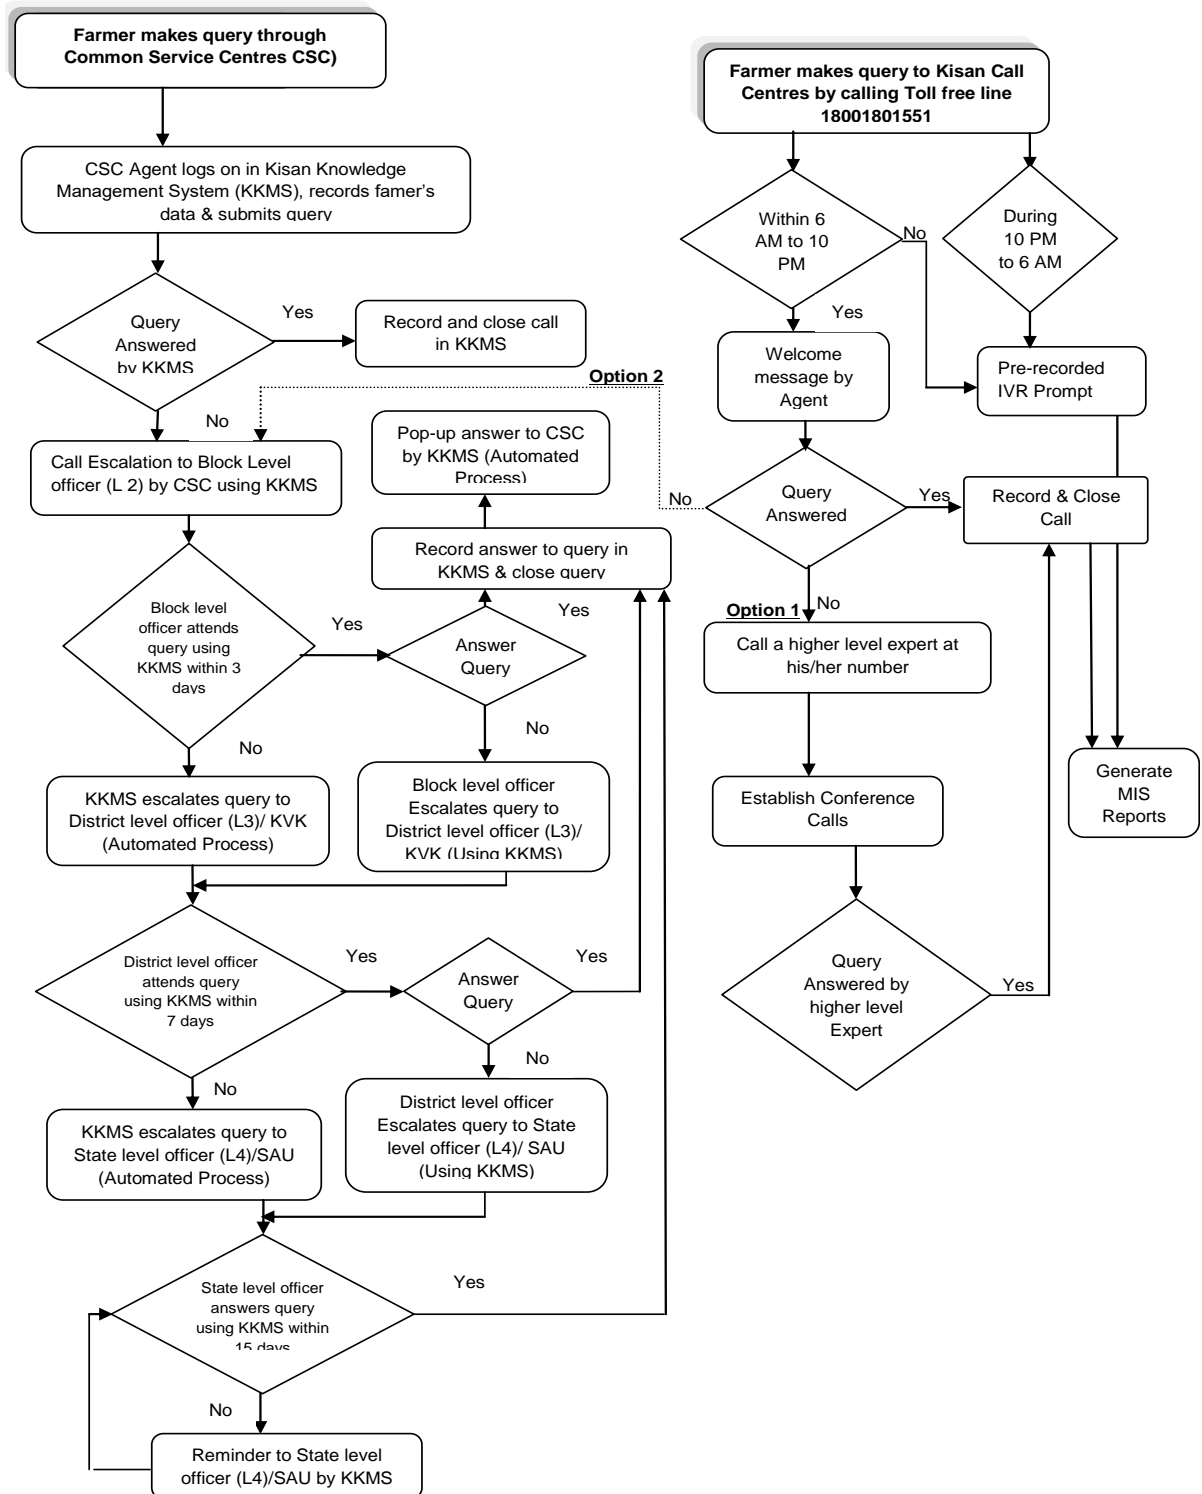 Farmer makes query through
Common Service Centres CSC)
CSC Agent logs on in Kisan Knowledge
Management System (KKMS), records famer's
data & submits query
Query
Answered
by KKMS
Yes
Record and close call
in KKMS
No
Option 2
Call Escalation to Block Level
officer (L 2) by CSC using KKMS
Pop-up answer to CSC
by KKMS (Automated
Process)
Record answer to query in
KKMS & close query
Block level
officer attends
query using
KKMS within 3
days
Yes
Answer
Query
Yes
No
No
KKMS escalates query to
District level officer (L3)/ KVK
(Automated Process)
Block level officer
Escalates query to
District level officer (L3)/
KVK (Using KKMS)
District level officer
attends query
using KKMS within
7 days
Yes
Answer
Query
Yes
No
No
KKMS escalates query to
State level officer (L4)/SAU
(Automated Process)
District level officer
Escalates query to State
level officer (L4)/ SAU
(Using KKMS)
State level officer
answers query
using KKMS within
15 days
Yes
No
Reminder to State level
officer (L4)/SAU by KKMS
Farmer makes query to Kisan Call
Centres by calling Toll free line
18001801551
Within 6
AM to 10
PM
No
During
10 PM
to 6 AM
Yes
Welcome
message by
Agent
Pre-recorded
IVR Prompt
No
Query
Answered
Yes
Record & Close
Call
Option 1
No
Call a higher level expert at
his/her number
Establish Conference
Calls
Generate
MIS
Reports
Query
Answered by
higher level
Expert
Yes